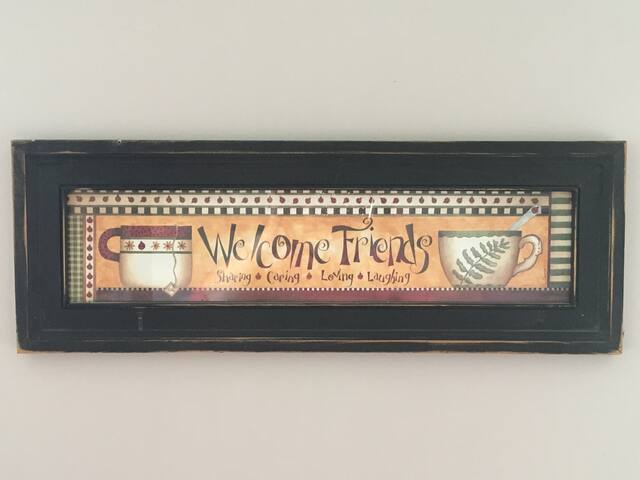 Welcome Friends
Sharing • Caring • Loving • Laughing